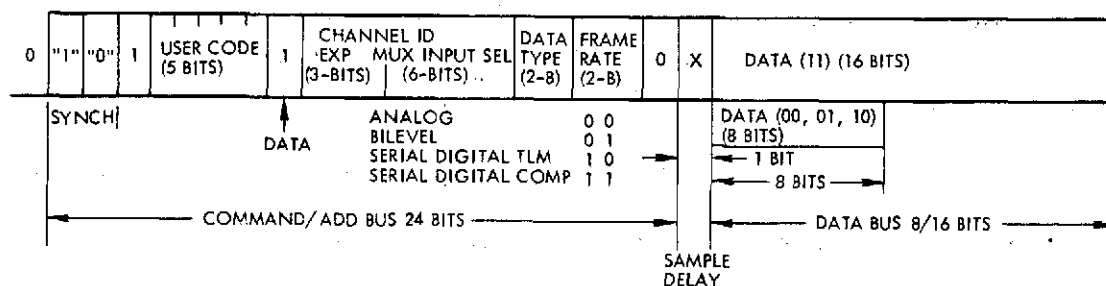 0 "1" "0" 1 USER CODE (5 BITS) 1 CHANNEL ID EXP (3-BITS) MUX INPUT SEL (6-BITS).. DATA TYPE (2-8) FRAME RATE (2-B) 0 X DATA (11) (16 BITS)
SYNCH
DATA
ANALOG 0 0
BILEVEL 0 1
SERIAL DIGITAL TLM 1 0
SERIAL DIGITAL COMP 1 1
DATA (00, 01, 10)
(8 BITS)
1 BIT
8 BITS
COMMAND/ADD BUS 24 BITS
DATA BUS 8/16 BITS
SAMPLE
DELAY